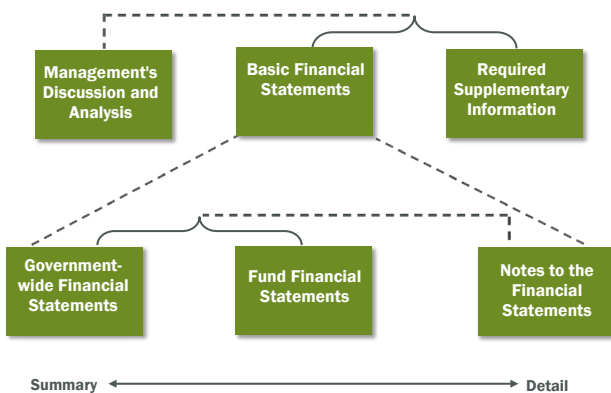 Management's
Discussion and
Analysis
Basic Financial
Statements
Required
Supplementary
Information
Government-
wide Financial
Statements
Fund Financial
Statements
Notes to the
Financial
Statements
Summary
Detail